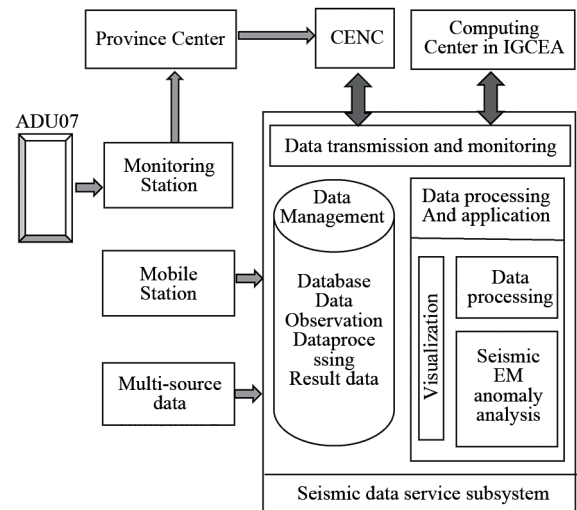 Province Center
CENC
Computing
Center in IGCEA
ADU07
Monitoring
Station
Data transmission and monitoring
Data
Management
Data processing
And application
Mobile
Station
Database
Data
Observation
Dataproce
ssing
Result data
Visualization
Data
processing
Seismic
EM
anomaly
analysis
Multi-source
data
Seismic data service subsystem